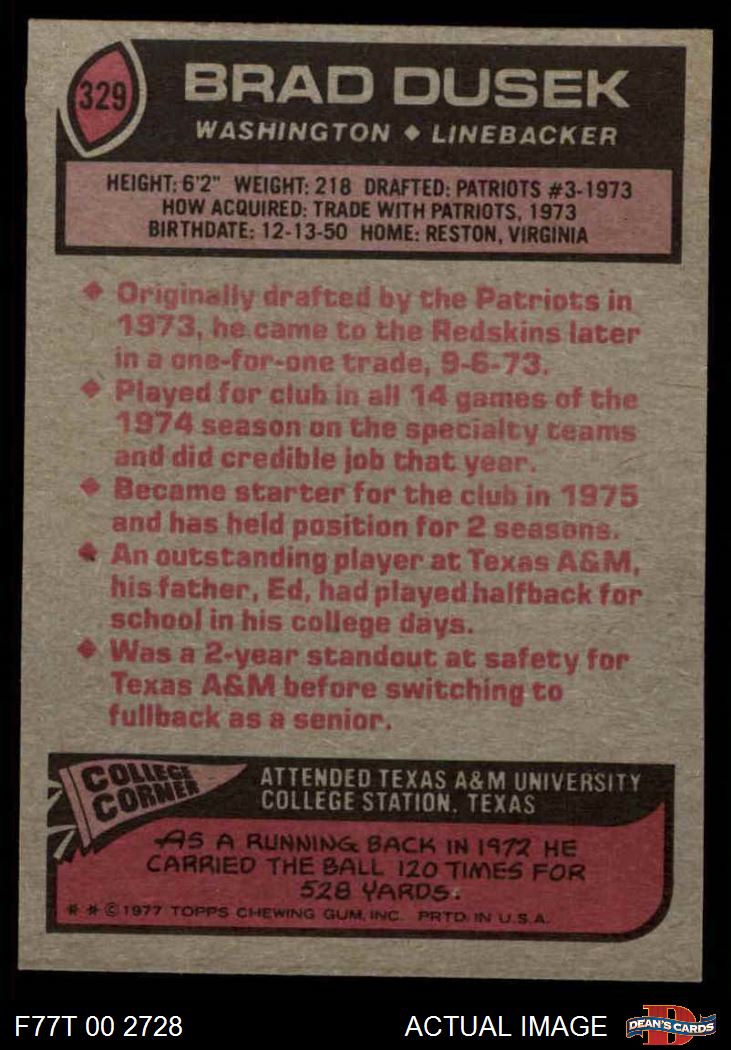 329
BRAD DUSEK
WASHINGTON ◆ LINEBACKER
HEIGHT: 6'2" WEIGHT: 218 DRAFTED: PATRIOTS #3-1973
HOW ACQUIRED: TRADE WITH PATRIOTS, 1973
BIRTHDATE: 12-13-50 HOME: RESTON, VIRGINIA
◆ Originally drafted by the Patriots in
1973, he came to the Redskins later
in a one-for-one trade, 9-6-73.
◆ Played for club in all 14 games of the
1974 season on the specialty teams
and did credible job that year.
◆ Became starter for the club in 1975
and has held position for 2 seasons.
◆ An outstanding player at Texas A&M,
his father, Ed, had played halfback for
school in his college days.
◆ Was a 2-year standout at safety for
Texas A&M before switching to
fullback as a senior.
COLLEGE
CORNER
ATTENDED TEXAS A&M UNIVERSITY
COLLEGE STATION, TEXAS
AS A RUNNING BACK IN 1972 HE
CARRIED THE BALL 120 TIMES FOR
528 YARDS.
* * © 1977 TOPPS CHEWING GUM, INC. PRTD. IN U.S.A.
F77T 00 2728
ACTUAL IMAGE
D
DEAN'S CARDS